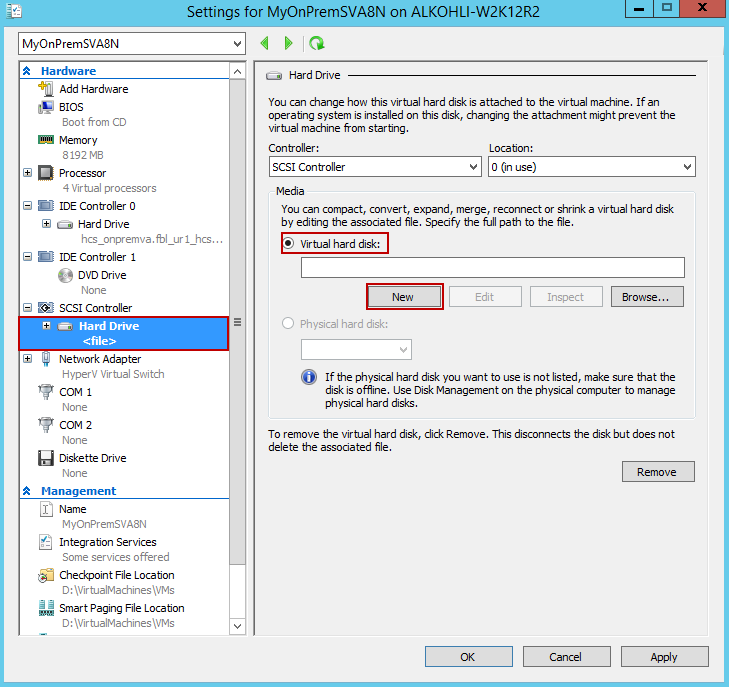 Settings for MyOnPremSVA8N on ALKOHLI-W2K12R2
MyOnPremSVA8N
Hardware
Add Hardware
BIOS
Boot from CD
Memory
8192 MB
Processor
4 Virtual processors
IDE Controller 0
Hard Drive
hcs_onpremva.fbl_ur1_hcs...
IDE Controller 1
DVD Drive
None
SCSI Controller
Hard Drive
<file>
Network Adapter
HyperV Virtual Switch
COM 1
None
COM 2
None
Diskette Drive
None
Management
Name
MyOnPremSVA8N
Integration Services
Some services offered
Checkpoint File Location
D:\VirtualMachines\VMs
Smart Paging File Location
D:\VirtualMachines\VMs
Hard Drive
You can change how this virtual hard disk is attached to the virtual machine. If an
operating system is installed on this disk, changing the attachment might prevent the
virtual machine from starting.
Controller: Location:
SCSI Controller 0 (in use)
Media
You can compact, convert, expand, merge, reconnect or shrink a virtual hard disk
by editing the associated file. Specify the full path to the file.
Virtual hard disk:
New Edit Inspect Browse...
Physical hard disk:
If the physical hard disk you want to use is not listed, make sure that the
disk is offline. Use Disk Management on the physical computer to manage
physical hard disks.
To remove the virtual hard disk, click Remove. This disconnects the disk but does not
delete the associated file.
Remove
OK Cancel Apply